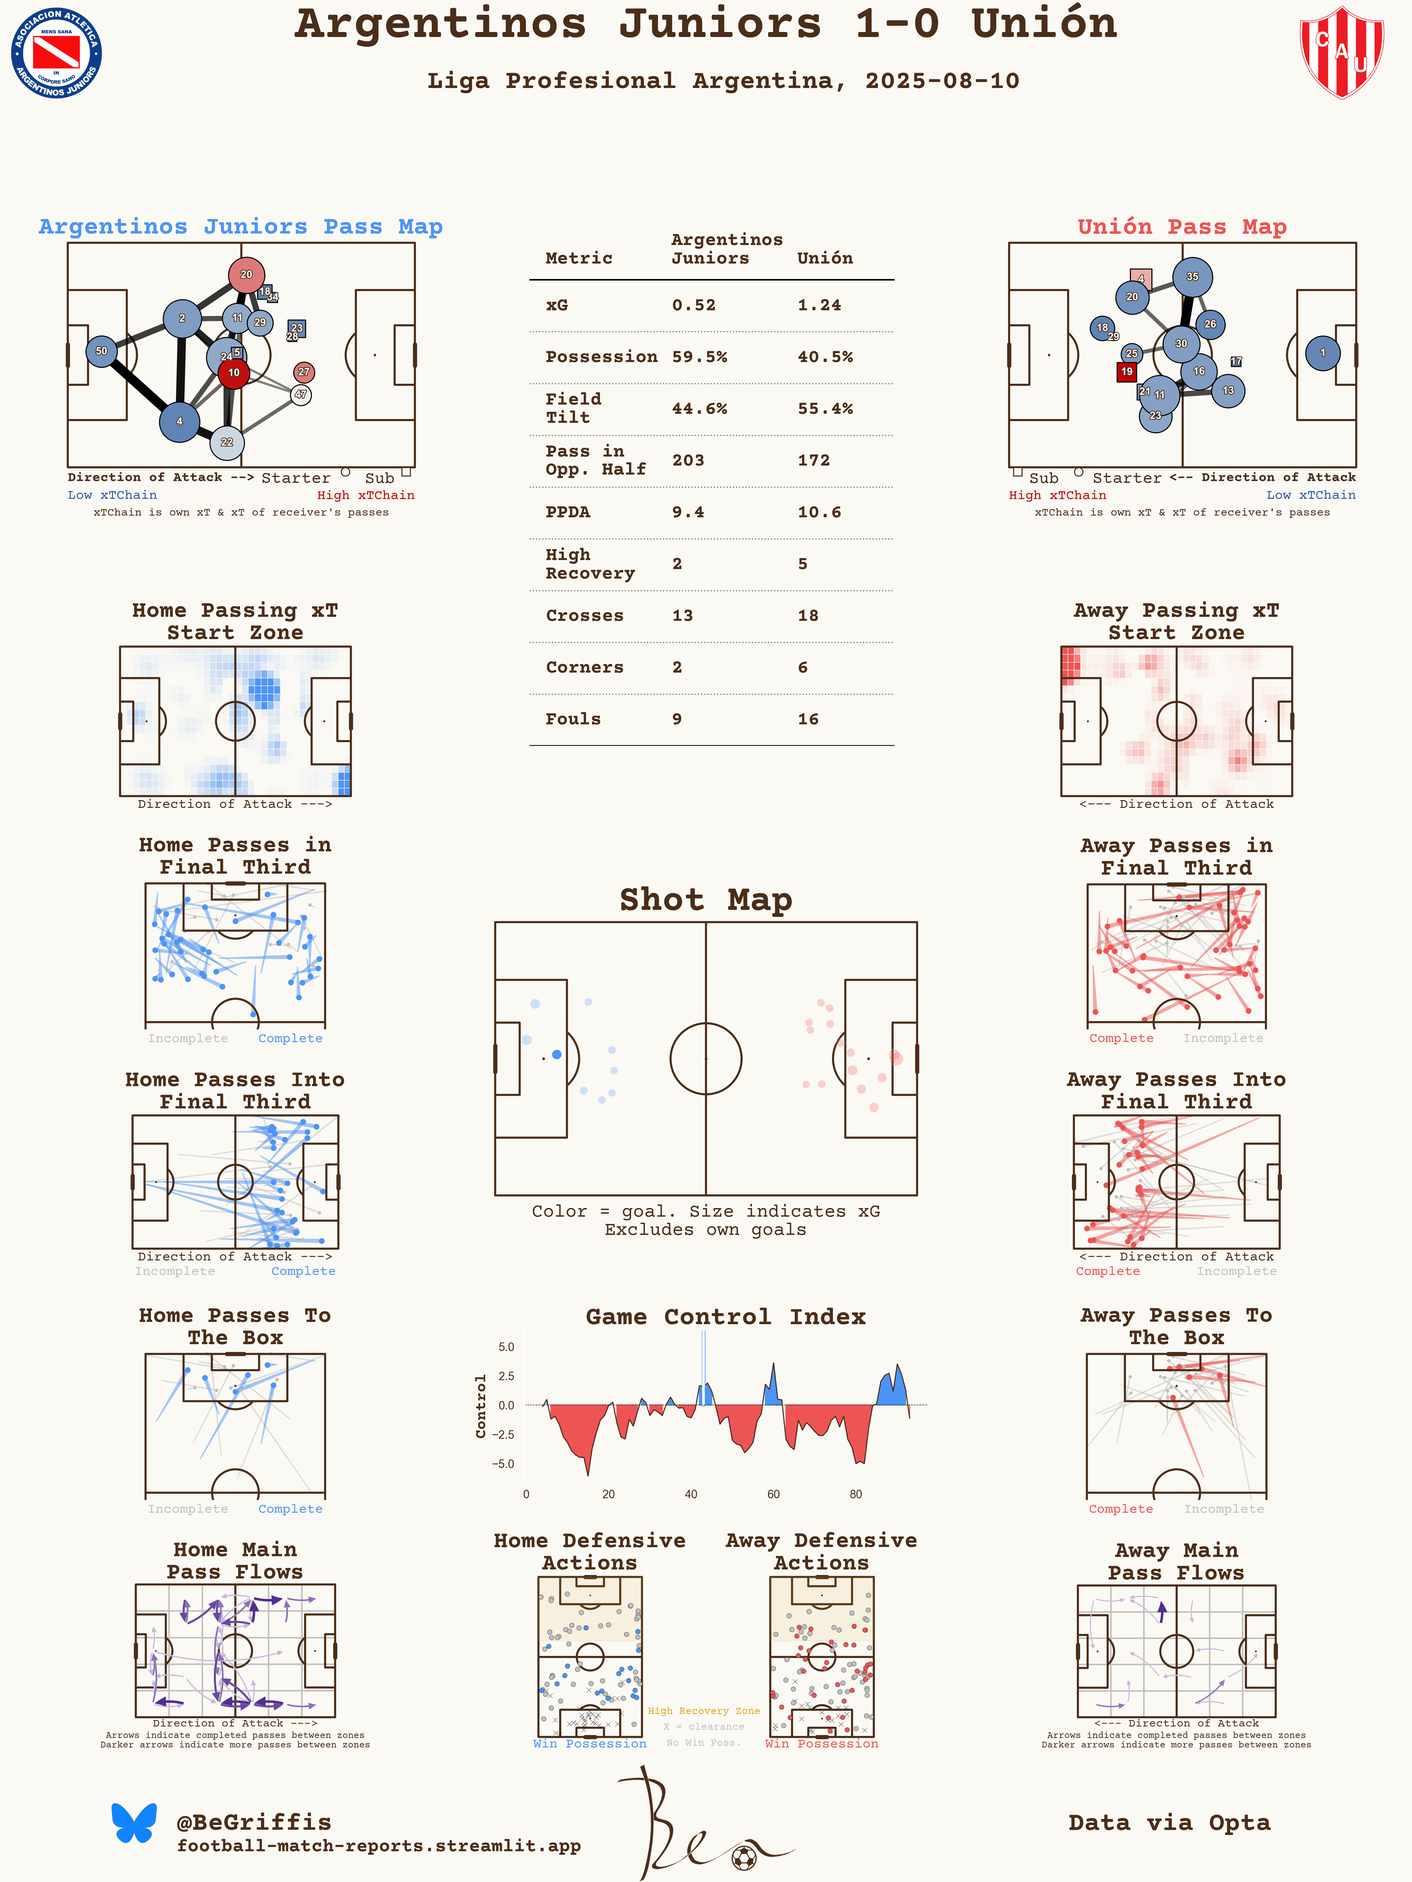 Argentinos Juniors 1-0 Unión
Liga Profesional Argentina, 2025-08-10
ASOCIACION ATLETICA
MENS SANA
IN
CORPORE SANO
ARGENTINOS JUNIORS
CAU
Argentinos Juniors Pass Map
20
18
34
2
11
29
23
28
50
24
5
10
27
47
4
22
Direction of Attack --> Starter Sub
Low xTChain High xTChain
xTChain is own xT & xT of receiver's passes
Metric Argentinos Juniors Unión
xG 0.52 1.24
Possession 59.5% 40.5%
Field Tilt 44.6% 55.4%
Pass in Opp. Half 203 172
PPDA 9.4 10.6
High Recovery 2 5
Crosses 13 18
Corners 2 6
Fouls 9 16
Unión Pass Map
4
35
20
18
29
26
30
25
17
1
19
16
21
11
13
23
Sub Starter <-- Direction of Attack
High xTChain Low xTChain
xTChain is own xT & xT of receiver's passes
Home Passing xT
Start Zone
Direction of Attack --->
Away Passing xT
Start Zone
<--- Direction of Attack
Home Passes in
Final Third
Incomplete Complete
Away Passes in
Final Third
Complete Incomplete
Shot Map
Color = goal. Size indicates xG
Excludes own goals
Home Passes Into
Final Third
Direction of Attack --->
Incomplete Complete
Away Passes Into
Final Third
<--- Direction of Attack
Complete Incomplete
Home Passes To
The Box
Incomplete Complete
Game Control Index
Control
5.0
2.5
0.0
−2.5
−5.0
0 20 40 60 80
Away Passes To
The Box
Complete Incomplete
Home Main
Pass Flows
Direction of Attack --->
Arrows indicate completed passes between zones
Darker arrows indicate more passes between zones
Home Defensive
Actions
Win Possession
High Recovery Zone
X = clearance
No Win Poss.
Away Defensive
Actions
Win Possession
Away Main
Pass Flows
<--- Direction of Attack
Arrows indicate completed passes between zones
Darker arrows indicate more passes between zones
@BeGriffis
football-match-reports.streamlit.app
Ben
Data via Opta